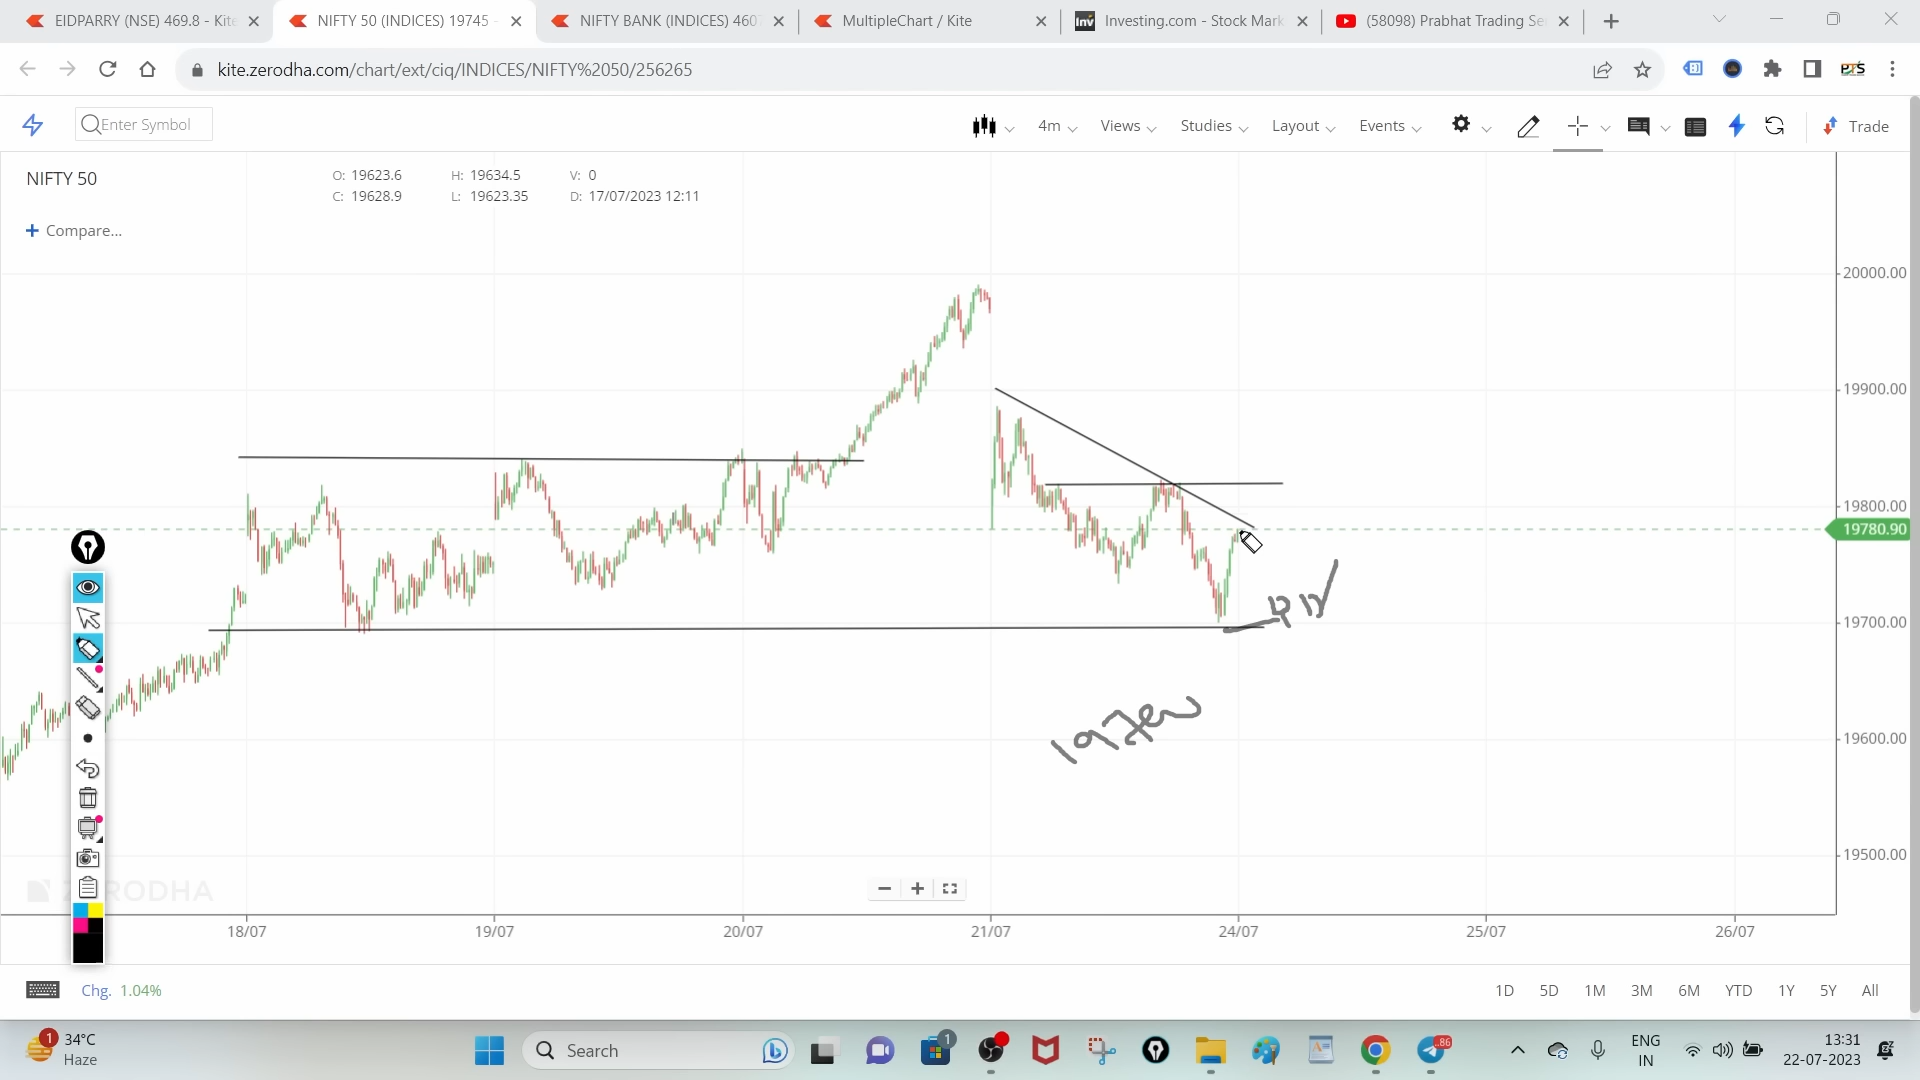 EIDPARRY (NSE) 469.8 - Kite
NIFTY 50 (INDICES) 19745 -
NIFTY BANK (INDICES) 4607
MultipleChart / Kite
Investing.com - Stock Mark
(58098) Prabhat Trading Se
kite.zerodha.com/chart/ext/ciq/INDICES/NIFTY%2050/256265
Enter Symbol
4m
Views
Studies
Layout
Events
Trade
NIFTY 50
O: 19623.6 H: 19634.5 V: 0
C: 19628.9 L: 19623.35 D: 17/07/2023 12:11
+ Compare...
20000.00
19900.00
19800.00
19780.90
19700.00
19600.00
19500.00
ZERODHA
18/07 19/07 20/07 21/07 24/07 25/07 26/07
Chg. 1.04%
1D 5D 1M 3M 6M YTD 1Y 5Y All
34°C
Haze
Search
ENG
IN
13:31
22-07-2023